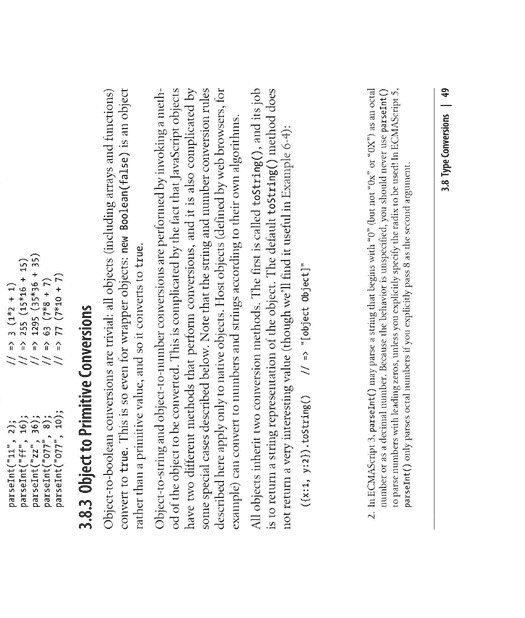 parseInt("11", 2);    // => 3 (1*2 + 1)
parseInt("ff", 16);    // => 255 (15*16 + 15)
parseInt("zz", 36);    // => 1295 (35*36 + 35)
parseInt("077", 8);    // => 63 (7*8 + 7)
parseInt("077", 10);    // => 77 (7*10 + 7)
3.8.3 Object to Primitive Conversions
Object-to-boolean conversions are trivial: all objects (including arrays and functions)
convert to true. This is so even for wrapper objects: new Boolean(false) is an object
rather than a primitive value, and so it converts to true.
Object-to-string and object-to-number conversions are performed by invoking a meth-
od of the object to be converted. This is complicated by the fact that JavaScript objects
have two different methods that perform conversions, and it is also complicated by
some special cases described below. Note that the string and number conversion rules
described here apply only to native objects. Host objects (defined by web browsers, for
example) can convert to numbers and strings according to their own algorithms.
All objects inherit two conversion methods. The first is called toString(), and its job
is to return a string representation of the object. The default toString() method does
not return a very interesting value (though we'll find it useful in Example 6-4):
({x:1, y:2}).toString()    // => "[object Object]"
2. In ECMAScript 3, parseInt() may parse a string that begins with "0" (but not "0x" or "0X") as an octal
number or as a decimal number. Because the behavior is unspecified, you should never use parseInt()
to parse numbers with leading zeros, unless you explicitly specify the radix to be used! In ECMAScript 5,
parseInt() only parses octal numbers if you explicitly pass 8 as the second argument.
3.8 Type Conversions | 49